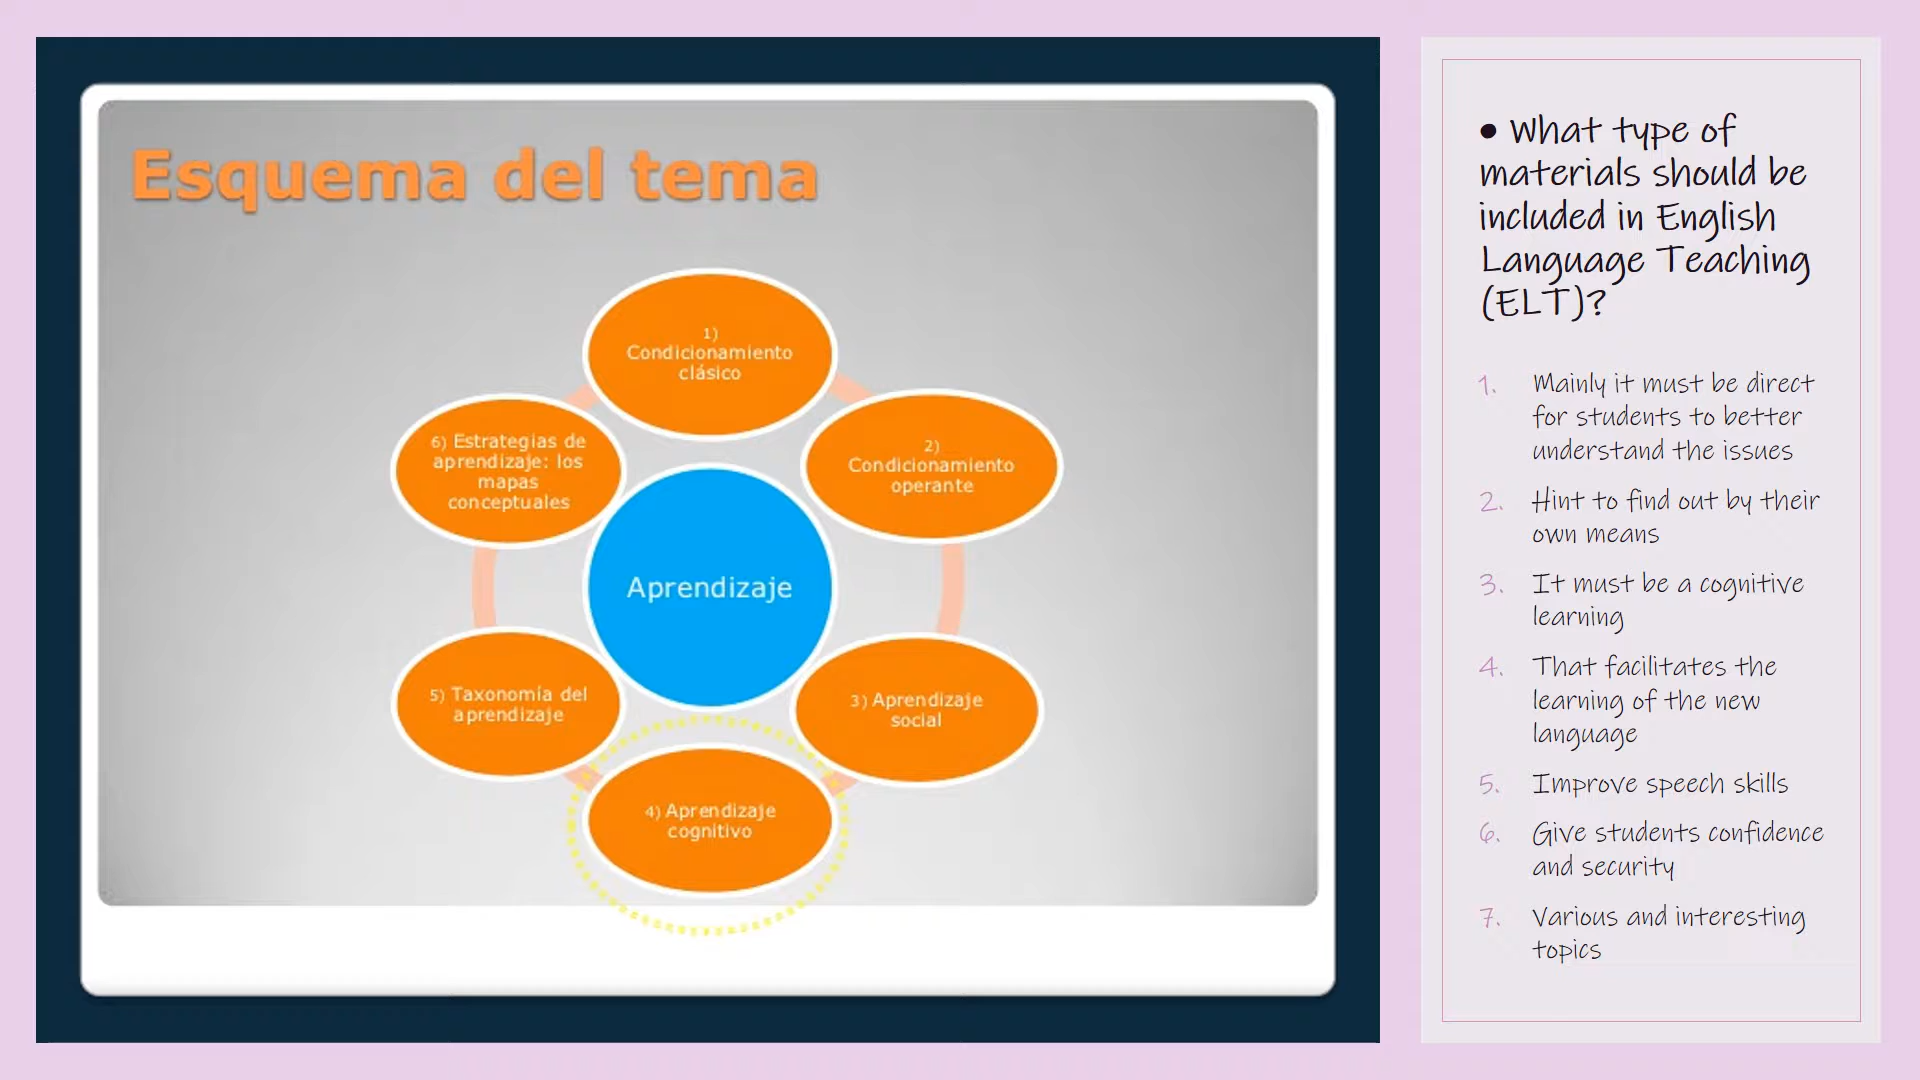 Esquema del tema
1)
Condicionamiento
clásico
2)
Condicionamiento
operante
3) Aprendizaje
social
4) Aprendizaje
cognitivo
5) Taxonomía del
aprendizaje
6) Estrategias de
aprendizaje: los
mapas
conceptuales
Aprendizaje
• What type of
materials should be
included in English
Language Teaching
(ELT)?
1. Mainly it must be direct
for students to better
understand the issues
2. Hint to find out by their
own means
3. It must be a cognitive
learning
4. That facilitates the
learning of the new
language
5. Improve speech skills
6. Give students confidence
and security
7. Various and interesting
topics